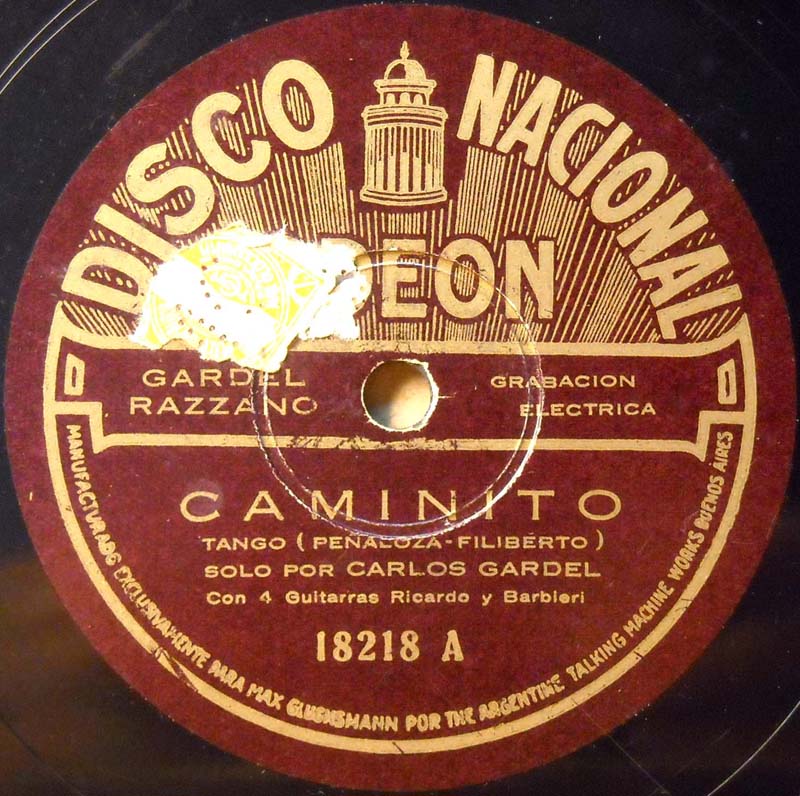 DISCO NACIONAL
DEON
GARDEL
RAZZANO
GRABACION
ELECTRICA
CAMINITO
TANGO (PEÑALOZA-FILIBERTO)
SOLO POR CARLOS GARDEL
Con 4 Guitarras Ricardo y Barbieri
18218 A
MANUFACTURADO EXCLUSIVAMENTE PARA MAX GLUCKSMANN POR THE ARGENTINE TALKING MACHINE WORKS BUENOS AIRES